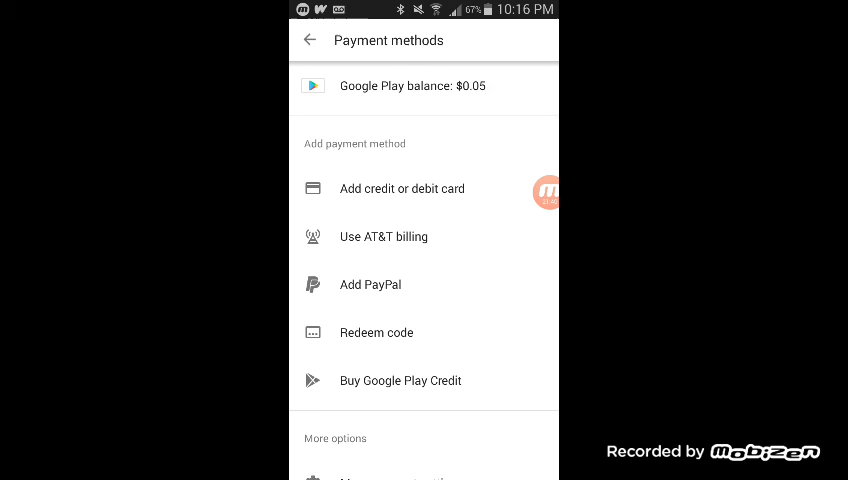 67% 10:16 PM
Payment methods
Google Play balance: $0.05
Add payment method
Add credit or debit card
Use AT&T billing
Add PayPal
Redeem code
Buy Google Play Credit
More options
Recorded by mobizen